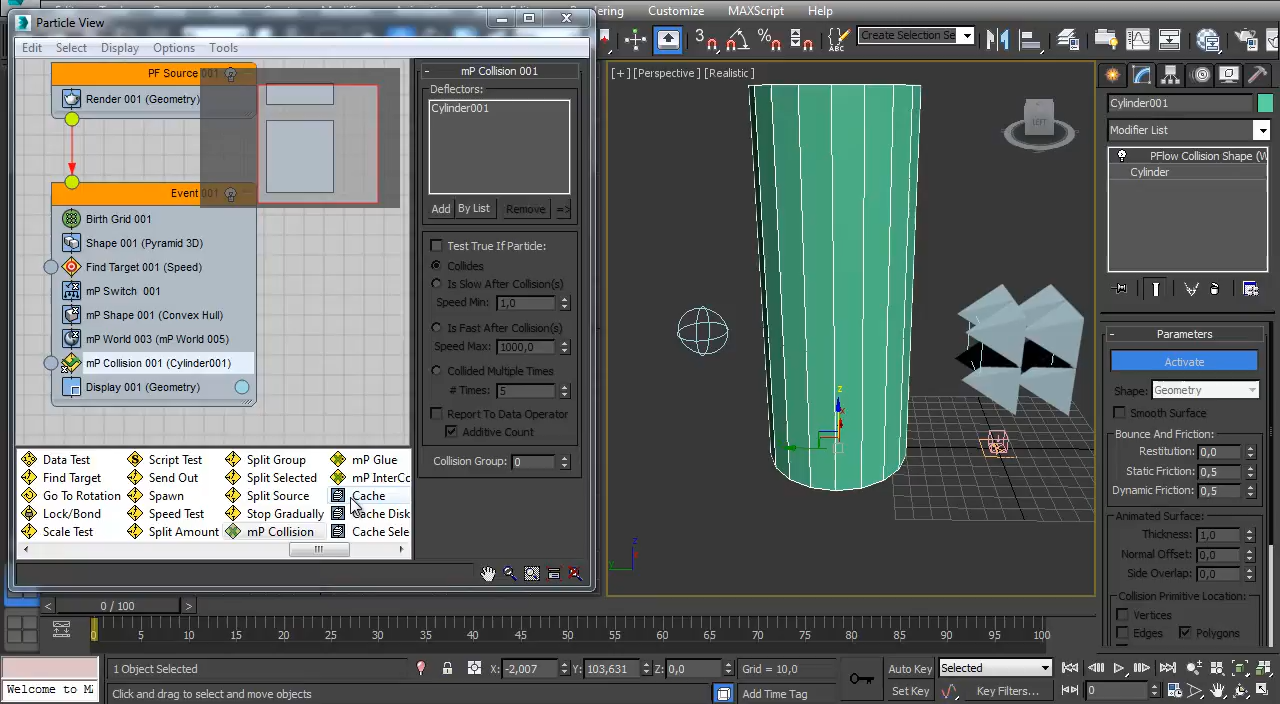 Particle View
Edit Select Display Options Tools
PF Source 001
Render 001 (Geometry)
Event 001
Birth Grid 001
Shape 001 (Pyramid 3D)
Find Target 001 (Speed)
mP Switch 001
mP Shape 001 (Convex Hull)
mP World 003 (mP World 005)
mP Collision 001 (Cylinder001)
Display 001 (Geometry)
Data Test Script Test Split Group mP Glue
Find Target Send Out Split Selected mP InterCo
Go To Rotation Spawn Split Source Cache
Lock/Bond Speed Test Stop Gradually Cache Disk
Scale Test Split Amount mP Collision Cache Sele
- mP Collision 001
Deflectors:
Cylinder001
Add By List Remove =>
Test True If Particle:
Collides
Is Slow After Collision(s)
Speed Min: 1,0
Is Fast After Collision(s)
Speed Max: 1000,0
Collided Multiple Times
# Times: 5
Report To Data Operator
Additive Count
Collision Group: 0
Customize MAXScript Help
Create Selection Se
[+] [Perspective] [Realistic]
LEFT
z
x
z
y
Cylinder001
Modifier List
PFlow Collision Shape (W
Cylinder
- Parameters
Activate
Shape: Geometry
Smooth Surface
Bounce And Friction:
Restitution: 0,0
Static Friction: 0,5
Dynamic Friction: 0,5
Animated Surface:
Thickness: 1,0
Normal Offset: 0,0
Side Overlap: 0,0
Collision Primitive Location:
Vertices
Edges Polygons
< 0 / 100 >
0 5 10 15 20 25 30 35 40 45 50 55 60 65 70 75 80 85 90 95 100
1 Object Selected X: -2,007 Y: 103,631 Z: 0,0 Grid = 10,0 Auto Key Selected
Welcome to M Click and drag to select and move objects Add Time Tag Set Key Key Filters... 0